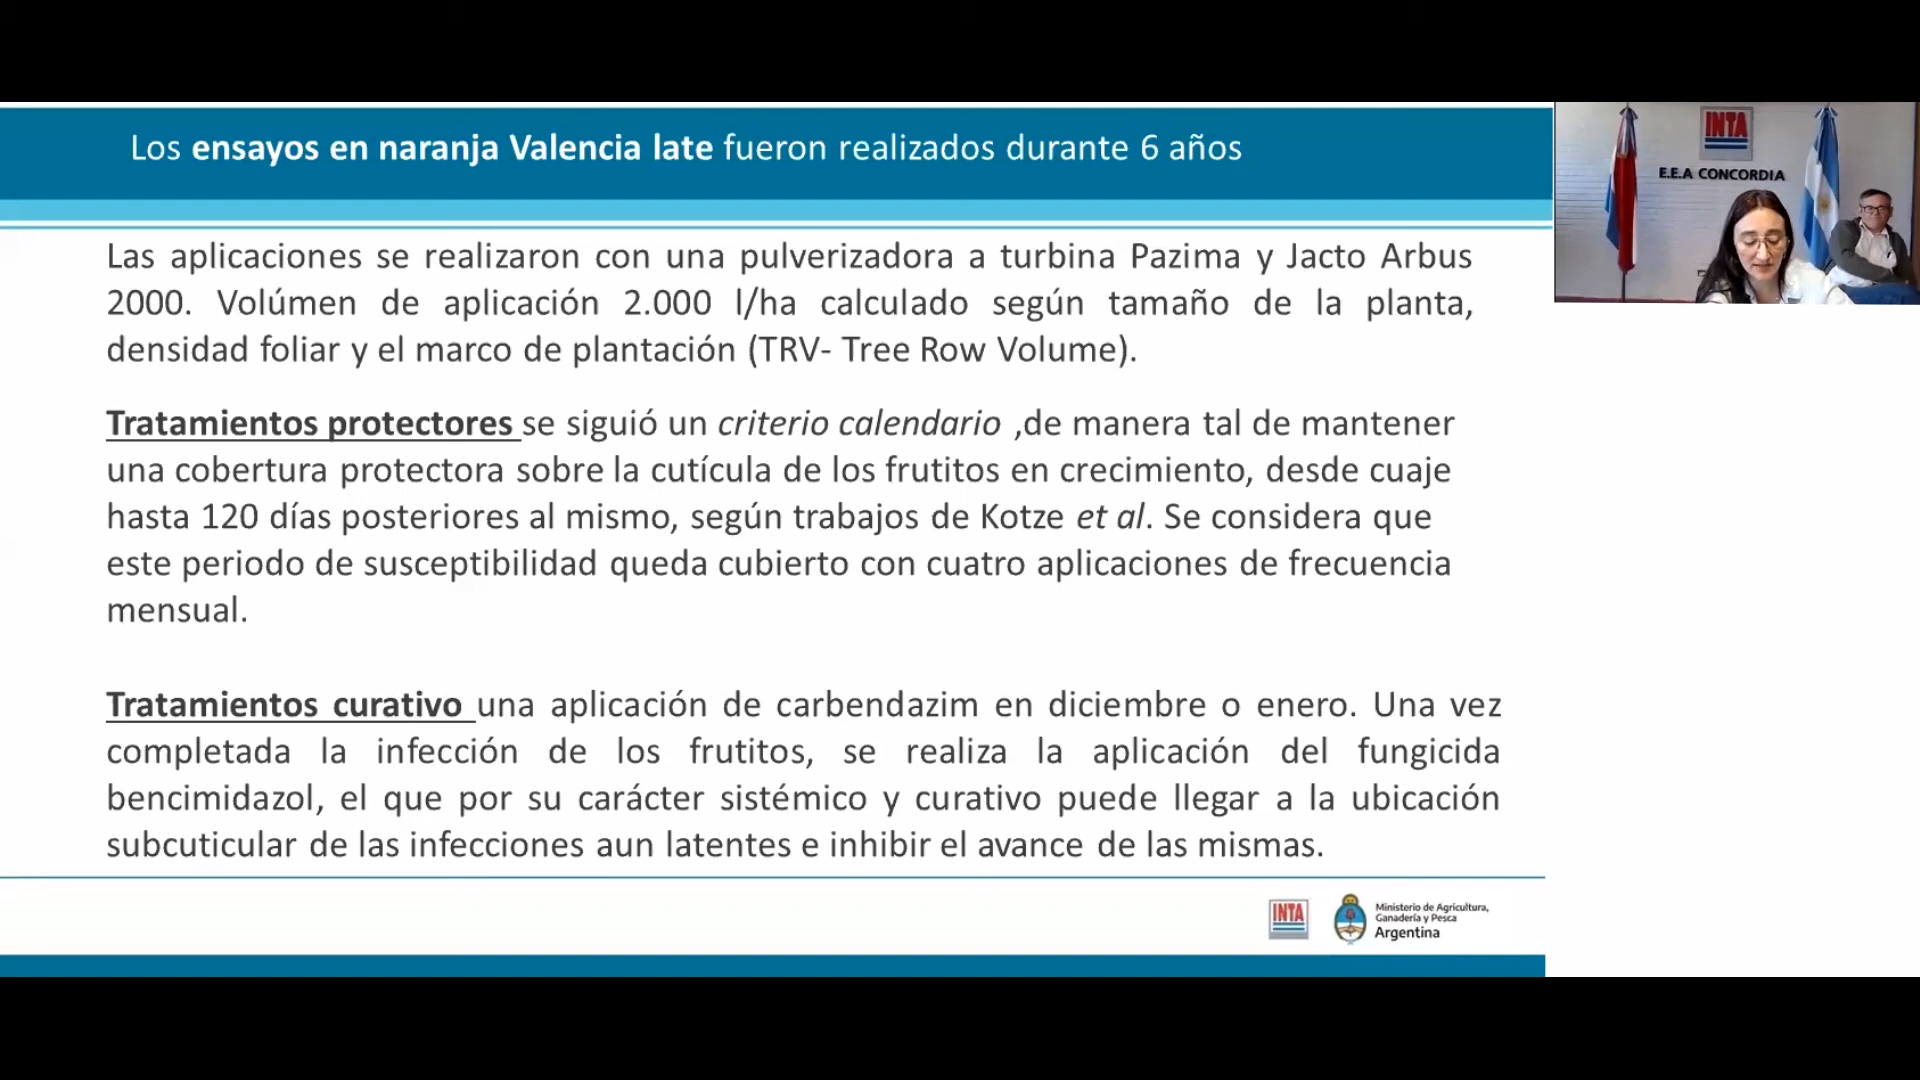 Los ensayos en naranja Valencia late fueron realizados durante 6 años
INTA
E.E.A CONCORDIA
Las aplicaciones se realizaron con una pulverizadora a turbina Pazima y Jacto Arbus
2000. Volúmen de aplicación 2.000 l/ha calculado según tamaño de la planta,
densidad foliar y el marco de plantación (TRV- Tree Row Volume).
Tratamientos protectores se siguió un criterio calendario ,de manera tal de mantener
una cobertura protectora sobre la cutícula de los frutitos en crecimiento, desde cuaje
hasta 120 días posteriores al mismo, según trabajos de Kotze et al. Se considera que
este periodo de susceptibilidad queda cubierto con cuatro aplicaciones de frecuencia
mensual.
Tratamientos curativo una aplicación de carbendazim en diciembre o enero. Una vez
completada la infección de los frutitos, se realiza la aplicación del fungicida
bencimidazol, el que por su carácter sistémico y curativo puede llegar a la ubicación
subcuticular de las infecciones aun latentes e inhibir el avance de las mismas.
INTA
Ministerio de Agricultura,
Ganadería y Pesca
Argentina